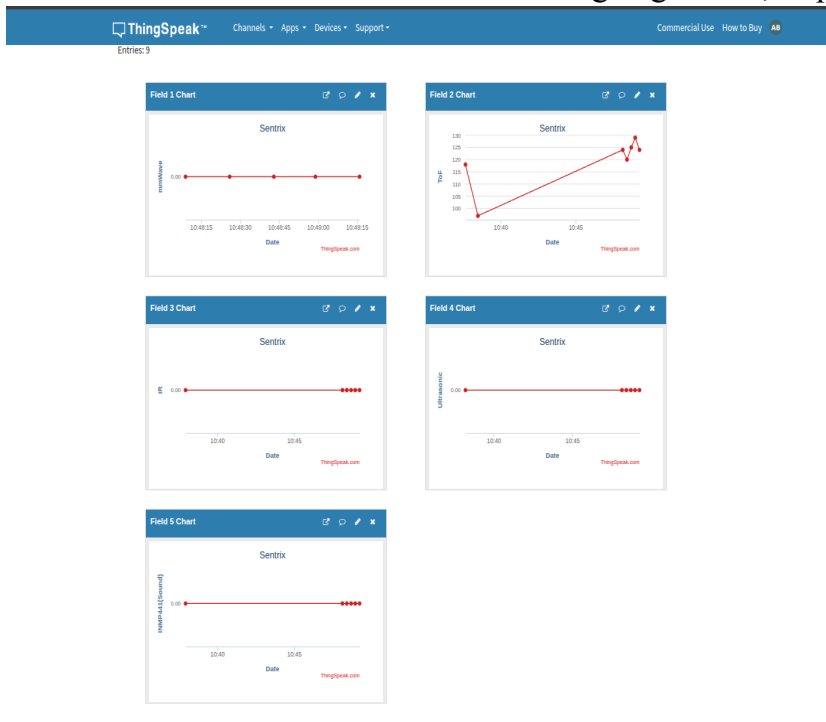 ThingSpeak™ Channels Apps Devices Support Commercial Use How to Buy AB
Entries: 9
Field 1 Chart
Sentrix
mmWave
0.00
10:48:15 10:48:30 10:48:45 10:49:00 10:49:15
Date
ThingSpeak.com
Field 2 Chart
Sentrix
ToF
130
125
120
115
110
105
100
10:40 10:45
Date
ThingSpeak.com
Field 3 Chart
Sentrix
IR
0.00
10:40 10:45
Date
ThingSpeak.com
Field 4 Chart
Sentrix
Ultrasonic
0.00
10:40 10:45
Date
ThingSpeak.com
Field 5 Chart
Sentrix
INMP441(Sound)
0.00
10:40 10:45
Date
ThingSpeak.com